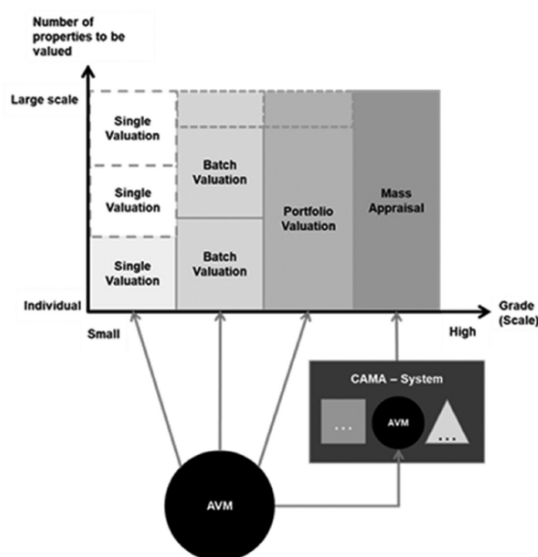 Number of
properties to be
valued
Large scale
Single
Valuation
Single
Valuation
Single
Valuation
Batch
Valuation
Batch
Valuation
Portfolio
Valuation
Mass
Appraisal
Individual
Small
High
Grade
(Scale)
CAMA – System
...
AVM
...
AVM